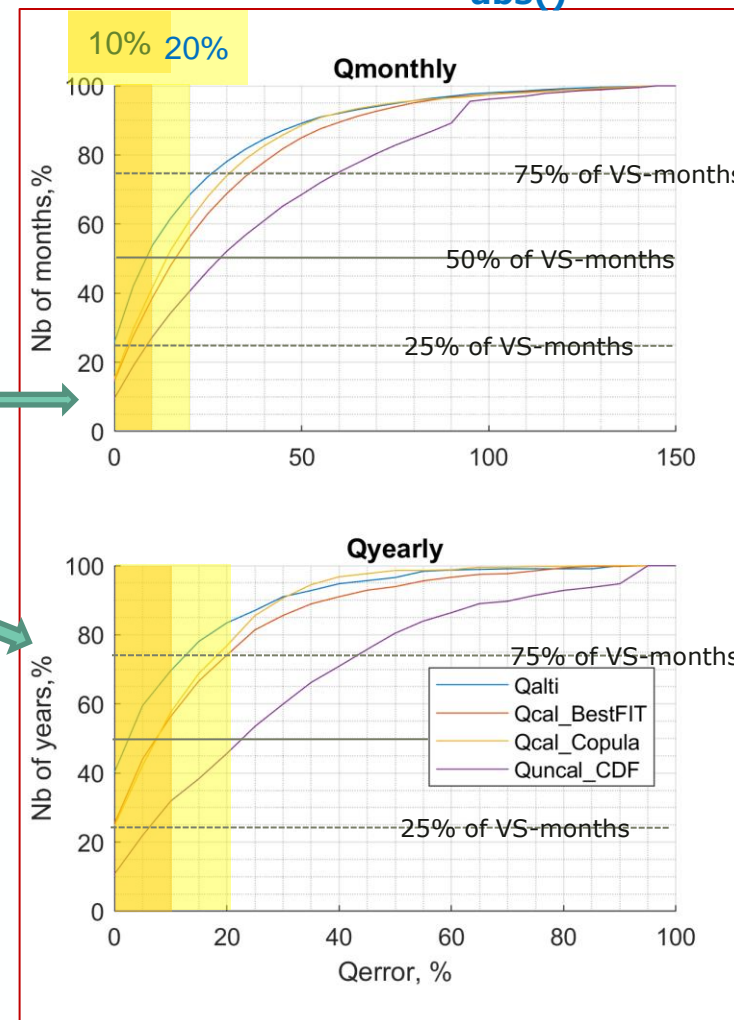 abs()
10% 20%
Qmonthly
100
80
60
40
20
0
Nb of months,%
75% of VS-months
50% of VS-months
25% of VS-months
0 50 100 150
Qyearly
100
80
60
40
20
0
Nb of years,%
75% of VS-months
Qalti
Qcal_BestFIT
Qcal_Copula
Quncal_CDF
25% of VS-months
0 20 40 60 80 100
Qerror, %